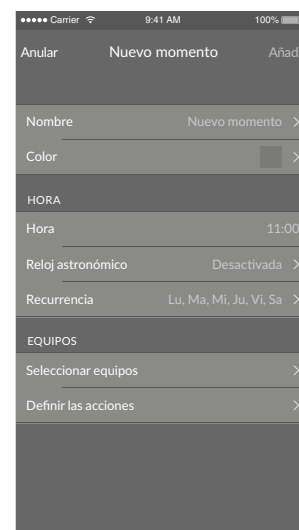 Carrier 9:41 AM 100%
Anular Nuevo momento Añad
Nombre Nuevo momento
Color
HORA
Hora 11:00
Reloj astronómico Desactivada
Recurrencia Lu, Ma, Mi, Ju, Vi, Sa
EQUIPOS
Seleccionar equipos
Definir las acciones